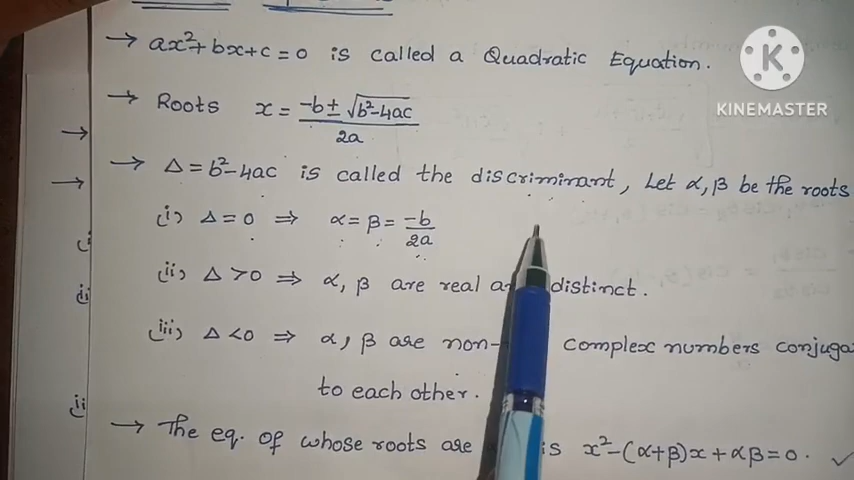 → ax²+bx+c=0 is called a Quadratic Equation.
K
KINEMASTER
→ Roots x = -b ± √b²-4ac / 2a
→ Δ = b²-4ac is called the discriminant, Let α, β be the roots
(i) Δ = 0 ⇒ α = β = -b / 2a
(ii) Δ > 0 ⇒ α, β are real distinct.
(iii) Δ < 0 ⇒ α, β are non- complex numbers
to each other.
→ The eq. of whose roots are is x²-(α+β)x+αβ=0. ✓